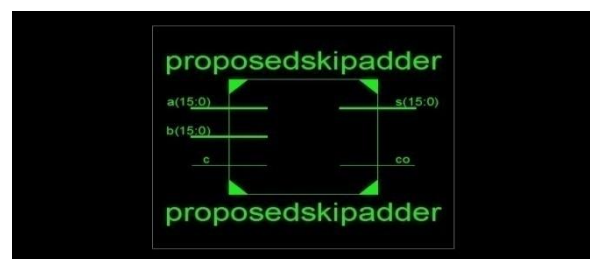 proposedskipadder
a(15:0) s(15:0)
b(15:0)
c co
proposedskipadder